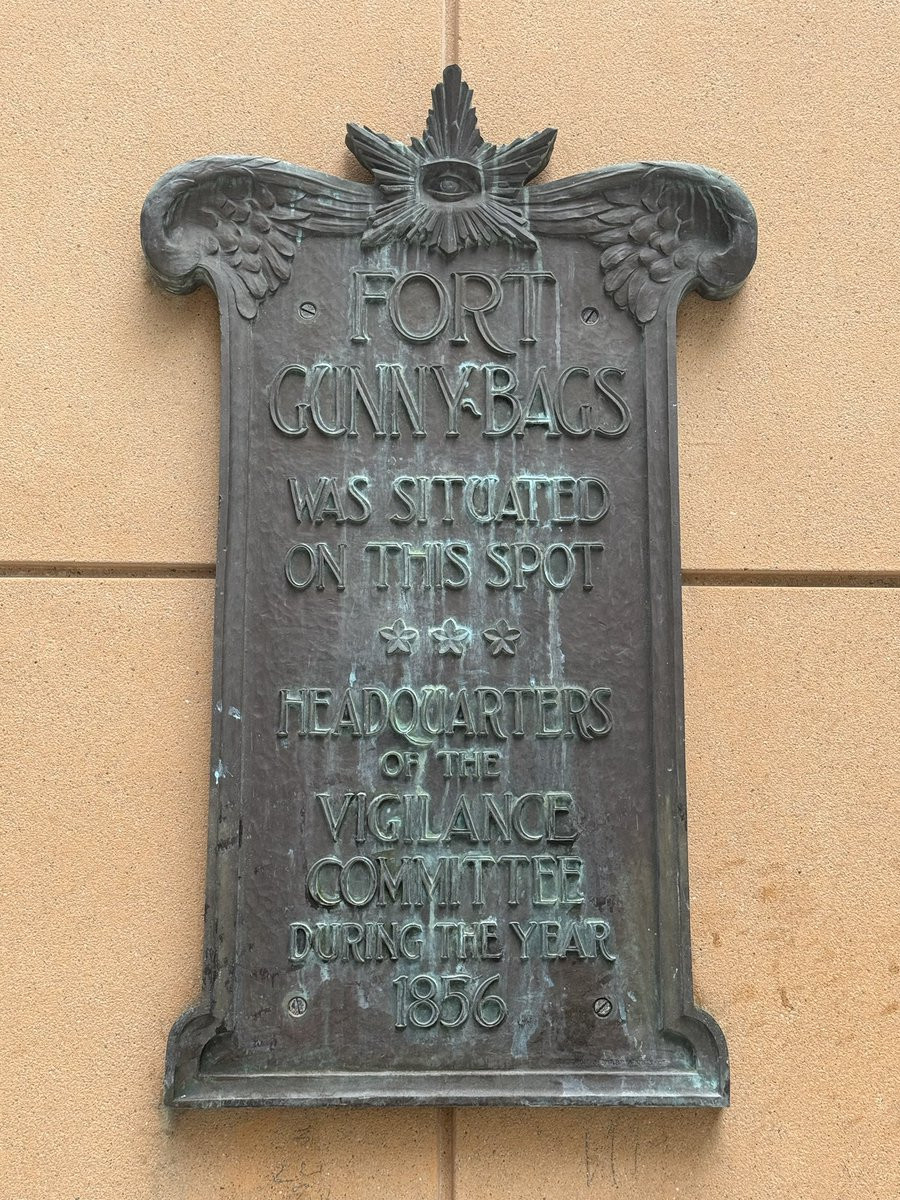 FORT
GUNNY-BAGS
WAS SITUATED
ON THIS SPOT
HEADQUARTERS
OF THE
VIGILANCE
COMMITTEE
DURING THE YEAR
1856